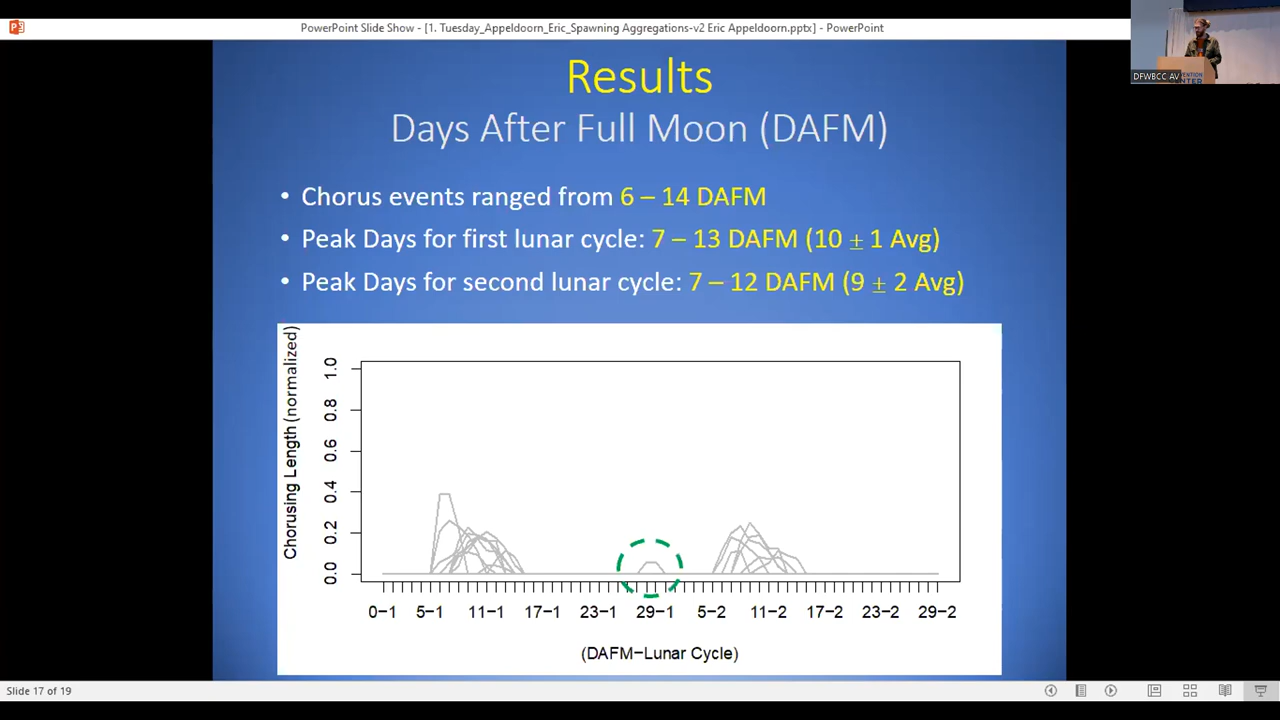 PowerPoint Slide Show - [1. Tuesday_Appeldoorn_Eric_Spawning Aggregations-v2 Eric Appeldoorn.pptx] - PowerPoint
DFWBCC AV
CENTER
Results
Days After Full Moon (DAFM)
• Chorus events ranged from 6 – 14 DAFM
• Peak Days for first lunar cycle: 7 – 13 DAFM (10 ± 1 Avg)
• Peak Days for second lunar cycle: 7 – 12 DAFM (9 ± 2 Avg)
Chorusing Length (normalized)
1.0
0.8
0.6
0.4
0.2
0.0
0−1 5−1 11−1 17−1 23−1 29−1 5−2 11−2 17−2 23−2 29−2
(DAFM−Lunar Cycle)
Slide 17 of 19